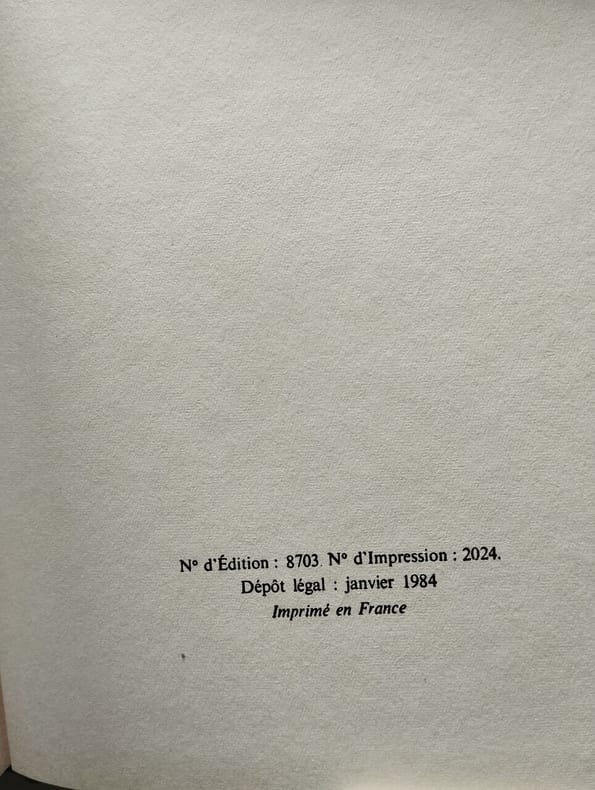 N° d'Édition : 8703. N° d'Impression : 2024.
Dépôt légal : janvier 1984
Imprimé en France